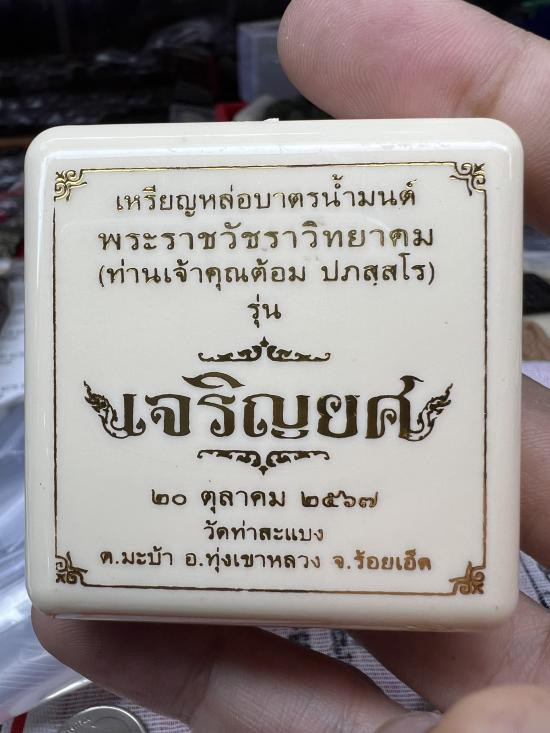 เหรียญหล่อบาตรน้ำมนต์
พระราชวัชราวิทยาคม
(ท่านเจ้าคุณต้อม ปภสฺสโร)
รุ่น
เจริญยศ
๒๐ ตุลาคม ๒๕๖๗
วัดท่าสะแบง
ต.มะบ้า อ.ทุ่งเขาหลวง จ.ร้อยเอ็ด